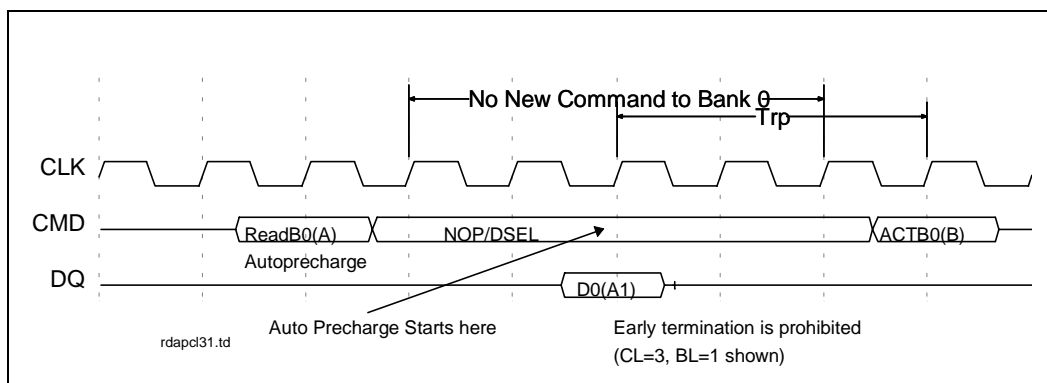 No New Command to Bank 0
Trp
CLK
CMD
ReadB0(A)
NOP/DSEL
ACTB0(B)
Autoprecharge
DQ
D0(A1)
Auto Precharge Starts here
Early termination is prohibited
rdapcl31.td
(CL=3, BL=1 shown)